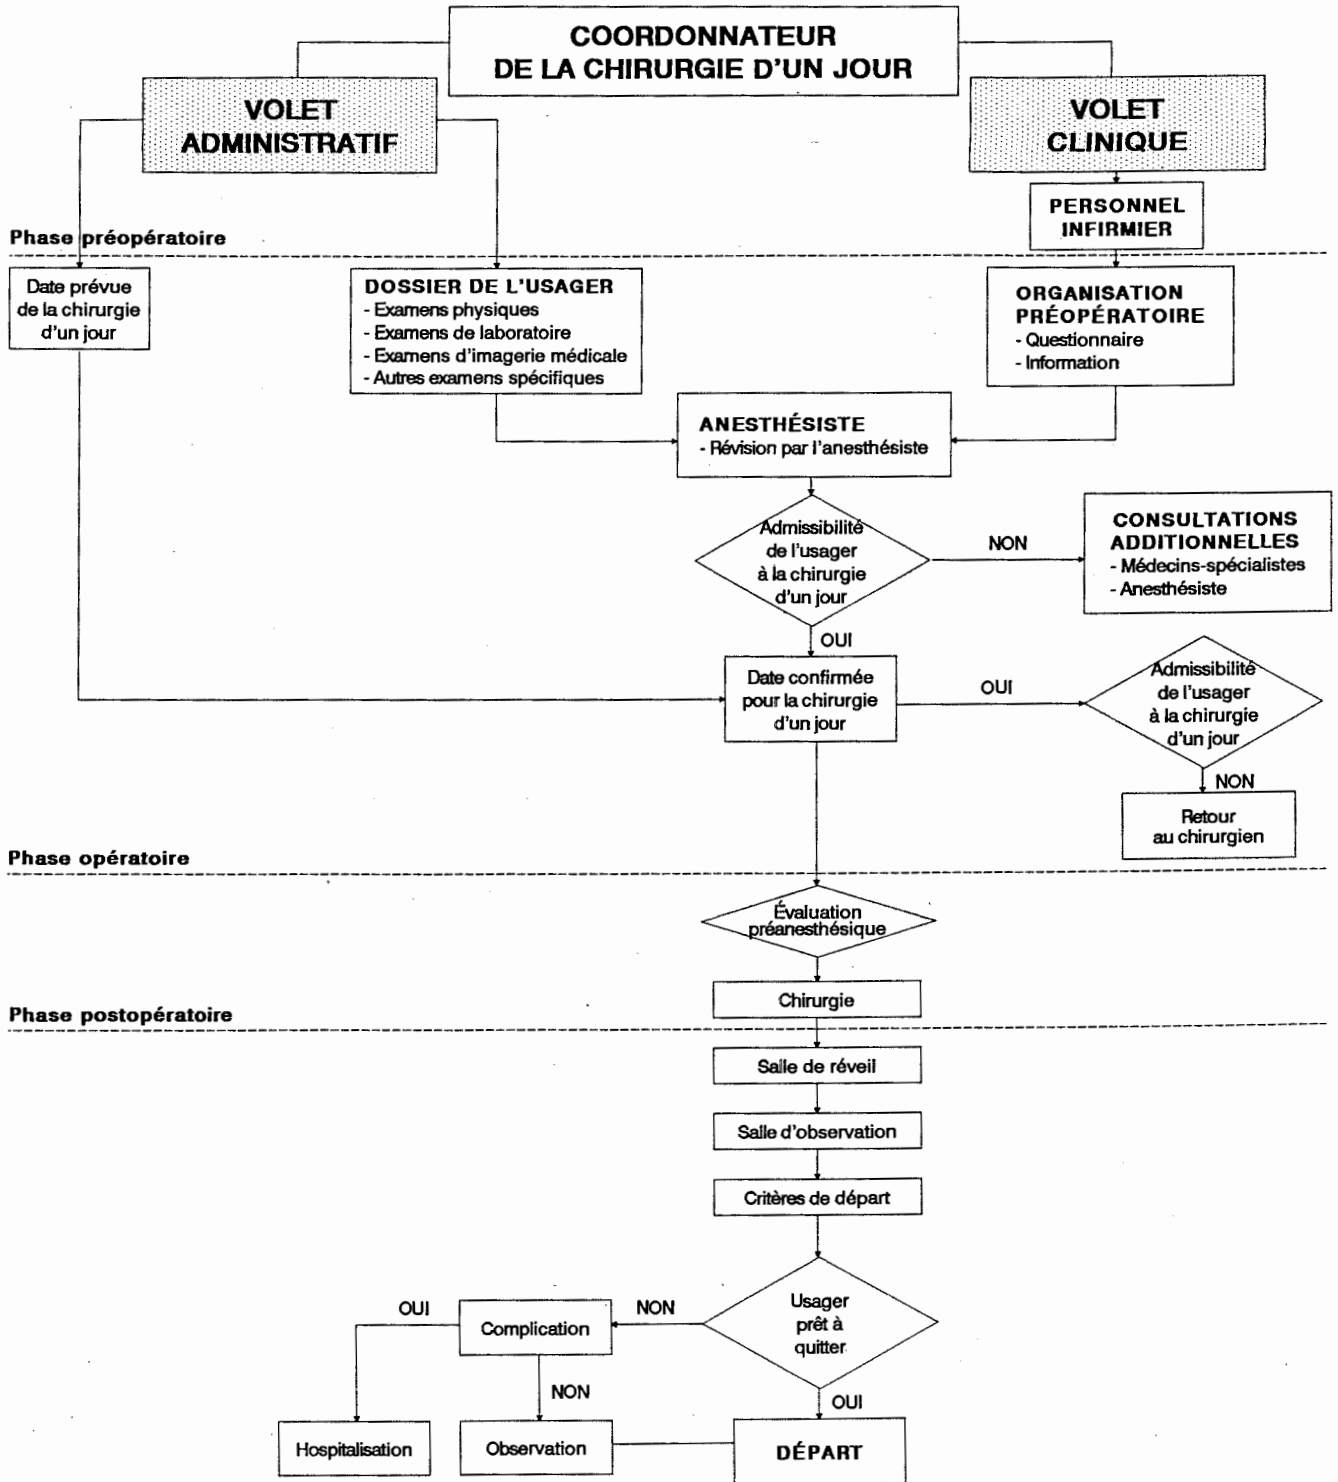 COORDONNATEUR
DE LA CHIRURGIE D'UN JOUR
VOLET
ADMINISTRATIF
VOLET
CLINIQUE
PERSONNEL
INFIRMIER
Phase préopératoire
Date prévue
de la chirurgie
d'un jour
DOSSIER DE L'USAGER
- Examens physiques
- Examens de laboratoire
- Examens d'imagerie médicale
- Autres examens spécifiques
ORGANISATION
PRÉOPÉRATOIRE
- Questionnaire
- Information
ANESTHÉSISTE
- Révision par l'anesthésiste
Admissibilité
de l'usager
à la chirurgie
d'un jour
NON
CONSULTATIONS
ADDITIONNELLES
- Médecins-spécialistes
- Anesthésiste
OUI
Date confirmée
pour la chirurgie
d'un jour
OUI
Admissibilité
de l'usager
à la chirurgie
d'un jour
NON
Retour
au chirurgien
Phase opératoire
Évaluation
préanesthésique
Chirurgie
Phase postopératoire
Salle de réveil
Salle d'observation
Critères de départ
Usager
prêt à
quitter
NON
Complication
OUI
NON
OUI
Hospitalisation
Observation
DÉPART